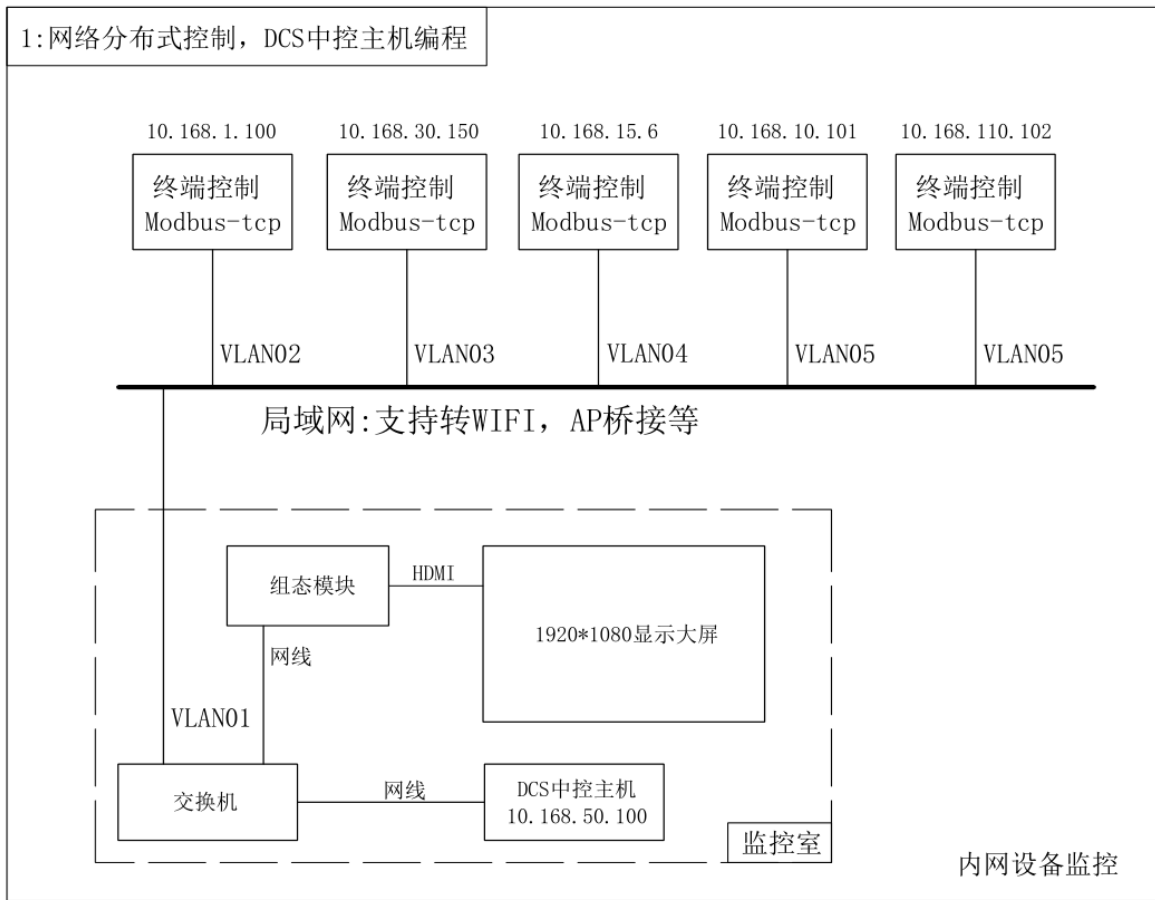 1:网络分布式控制，DCS中控主机编程
10.168.1.100
10.168.30.150
10.168.15.6
10.168.10.101
10.168.110.102
终端控制
Modbus-tcp
终端控制
Modbus-tcp
终端控制
Modbus-tcp
终端控制
Modbus-tcp
终端控制
Modbus-tcp
VLAN02
VLAN03
VLAN04
VLAN05
VLAN05
局域网:支持转WIFI，AP桥接等
组态模块
HDMI
1920*1080显示大屏
网线
VLAN01
交换机
网线
DCS中控主机
10.168.50.100
监控室
内网设备监控